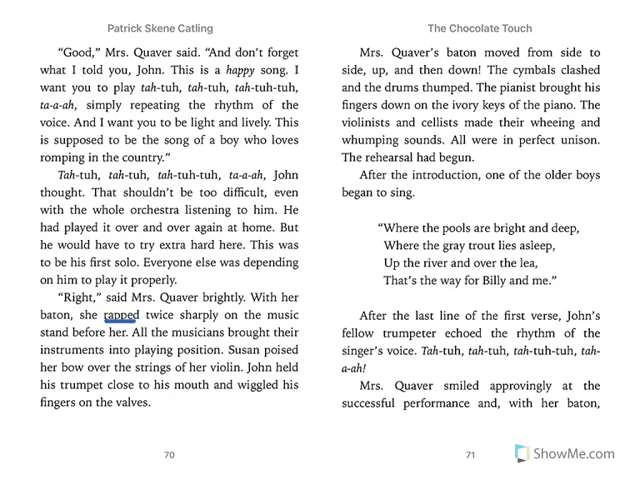 Patrick Skene Catling
“Good,” Mrs. Quaver said. “And don’t forget
what I told you, John. This is a happy song. I
want you to play tah-tuh, tah-tuh, tah-tuh-tuh,
ta-a-ah, simply repeating the rhythm of the
voice. And I want you to be light and lively. This
is supposed to be the song of a boy who loves
romping in the country.”
Tah-tuh, tah-tuh, tah-tuh-tuh, ta-a-ah, John
thought. That shouldn’t be too difficult, even
with the whole orchestra listening to him. He
had played it over and over again at home. But
he would have to try extra hard here. This was
to be his first solo. Everyone else was depending
on him to play it properly.
“Right,” said Mrs. Quaver brightly. With her
baton, she rapped twice sharply on the music
stand before her. All the musicians brought their
instruments into playing position. Susan poised
her bow over the strings of her violin. John held
his trumpet close to his mouth and wiggled his
fingers on the valves.
70
The Chocolate Touch
Mrs. Quaver’s baton moved from side to
side, up, and then down! The cymbals clashed
and the drums thumped. The pianist brought his
fingers down on the ivory keys of the piano. The
violinists and cellists made their wheeing and
whumping sounds. All were in perfect unison.
The rehearsal had begun.
After the introduction, one of the older boys
began to sing.
“Where the pools are bright and deep,
Where the gray trout lies asleep,
Up the river and over the lea,
That’s the way for Billy and me.”
After the last line of the first verse, John’s
fellow trumpeter echoed the rhythm of the
singer’s voice. Tah-tuh, tah-tuh, tah-tuh-tuh, tah-
a-ah!
Mrs. Quaver smiled approvingly at the
successful performance and, with her baton,
71
ShowMe.com